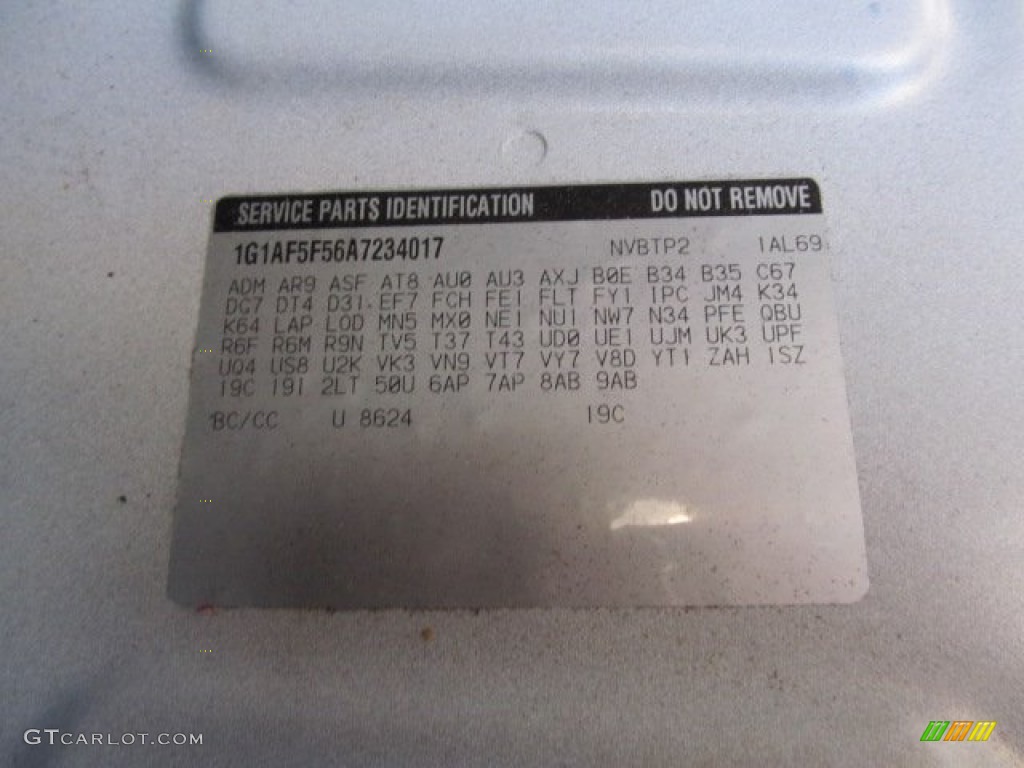 SERVICE PARTS IDENTIFICATION DO NOT REMOVE
1G1AF5F56A7234017 NVBTP2 1AL69
ADM AR9 ASF AT8 AU0 AU3 AXJ B0E B34 B35 C67
DG7 DT4 D31 EF7 FCH FE1 FLT FY1 IPC JM4 K34
K64 LAP LOD MN5 MX0 NE1 NU1 NW7 N34 PFE QBU
R6F R6M R9N TV5 T37 T43 UD0 UE1 UJM UK3 UPF
UQ4 US8 U2K VK3 VN9 VT7 VY7 V8D YT1 ZAH 1SZ
19C 19I 2LT 50U 6AP 7AP 8AB 9AB
BC/CC U 8624 19C
GTCARLOT.COM